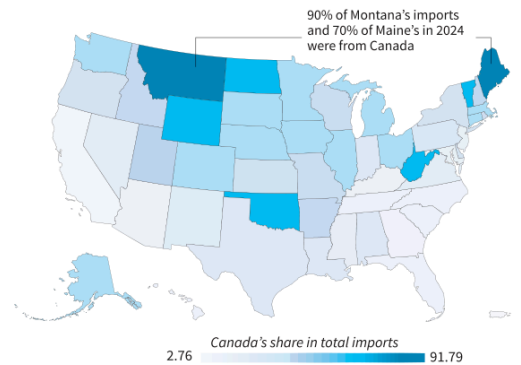 90% of Montana’s imports
and 70% of Maine’s in 2024
were from Canada
Canada’s share in total imports
2.76
91.79